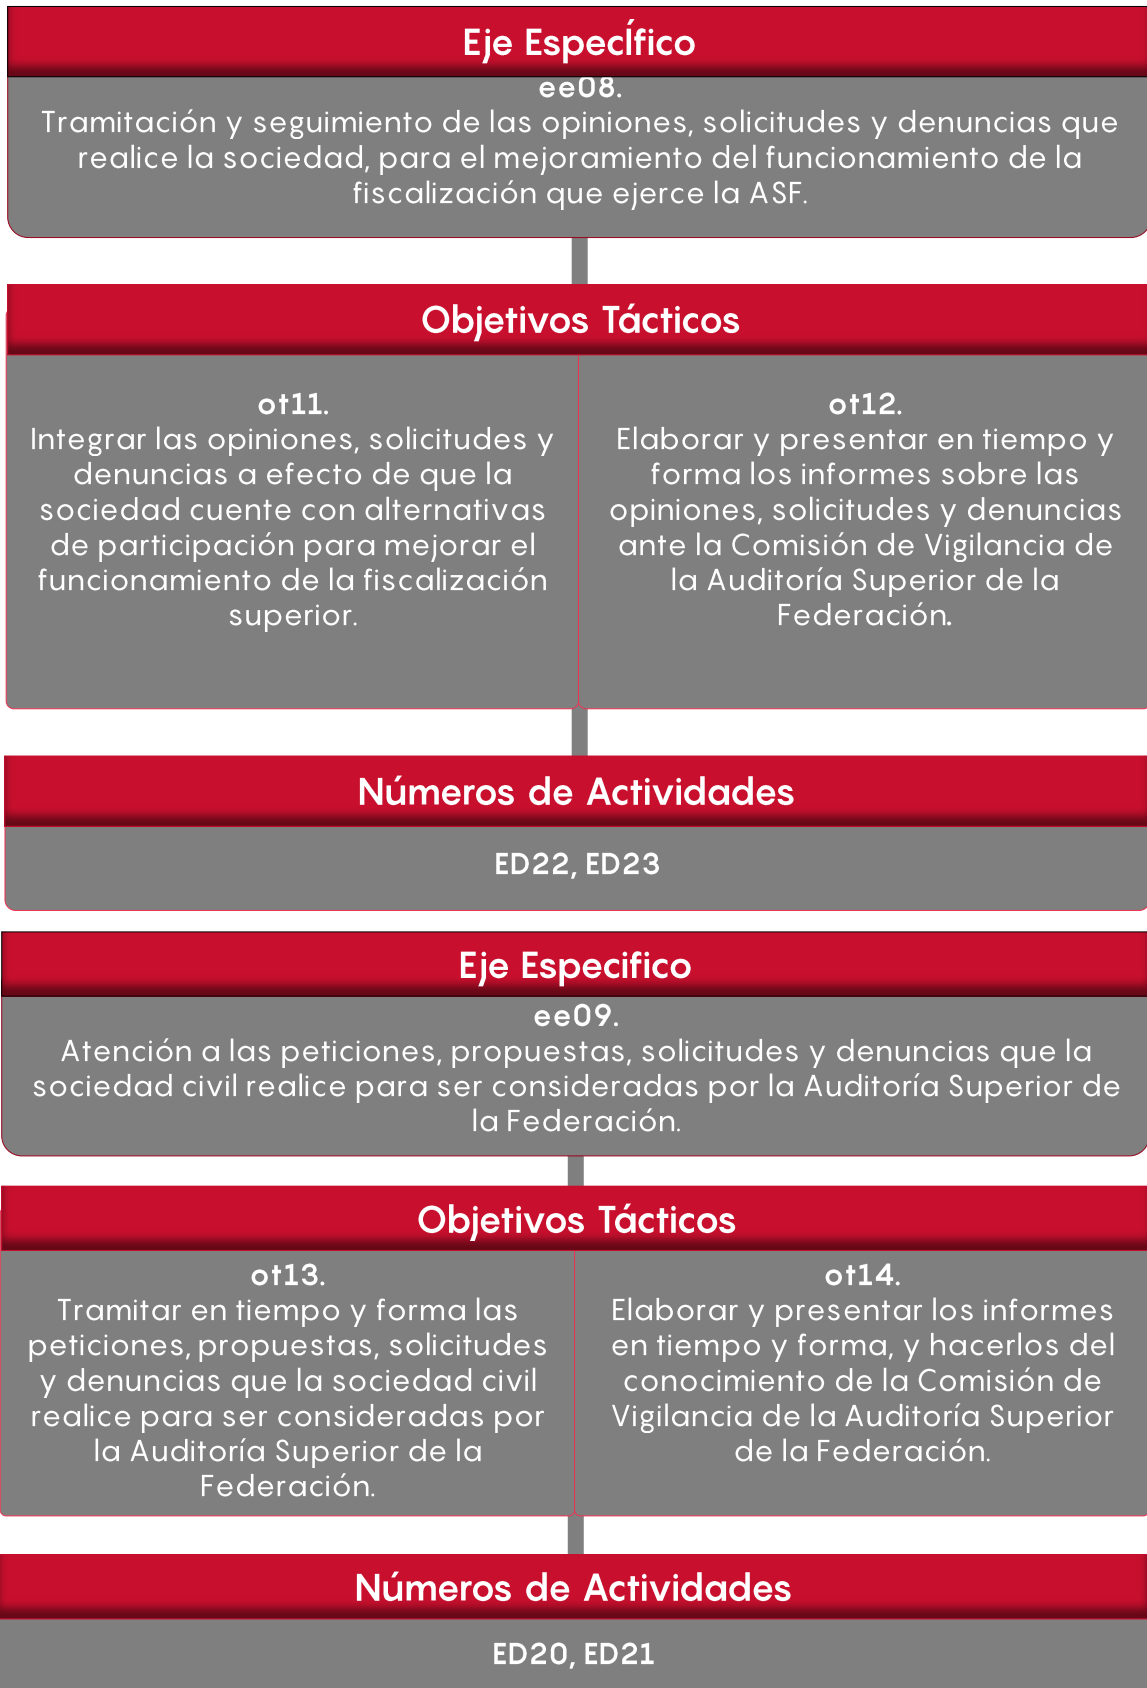 Eje EspecÍfico
ee08.
Tramitación y seguimiento de las opiniones, solicitudes y denuncias que
realice la sociedad, para el mejoramiento del funcionamiento de la
fiscalización que ejerce la ASF.
Objetivos Tácticos
ot11.
Integrar las opiniones, solicitudes y
denuncias a efecto de que la
sociedad cuente con alternativas
de participación para mejorar el
funcionamiento de la fiscalización
superior.
ot12.
Elaborar y presentar en tiempo y
forma los informes sobre las
opiniones, solicitudes y denuncias
ante la Comisión de Vigilancia de
la Auditoría Superior de la
Federación.
Números de Actividades
ED22, ED23
Eje Especifico
ee09.
Atención a las peticiones, propuestas, solicitudes y denuncias que la
sociedad civil realice para ser consideradas por la Auditoría Superior de
la Federación.
Objetivos Tácticos
ot13.
Tramitar en tiempo y forma las
peticiones, propuestas, solicitudes
y denuncias que la sociedad civil
realice para ser consideradas por
la Auditoría Superior de la
Federación.
ot14.
Elaborar y presentar los informes
en tiempo y forma, y hacerlos del
conocimiento de la Comisión de
Vigilancia de la Auditoría Superior
de la Federación.
Números de Actividades
ED20, ED21